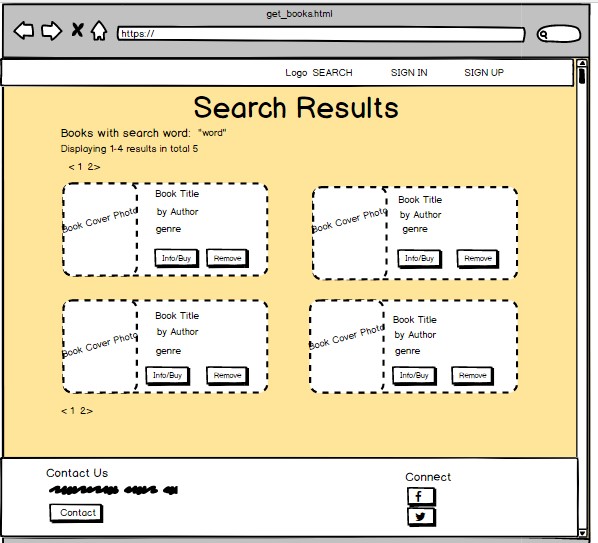 get_books.html
https://
Logo SEARCH SIGN IN SIGN UP
Search Results
Books with search word: "word"
Displaying 1-4 results in total 5
< 1 2>
Book Cover Photo
Book Title
by Author
genre
Info/Buy Remove
Book Cover Photo
Book Title
by Author
genre
Info/Buy Remove
Book Cover Photo
Book Title
by Author
genre
Info/Buy Remove
Book Cover Photo
Book Title
by Author
genre
Info/Buy Remove
< 1 2>
Contact Us
Contact
Connect